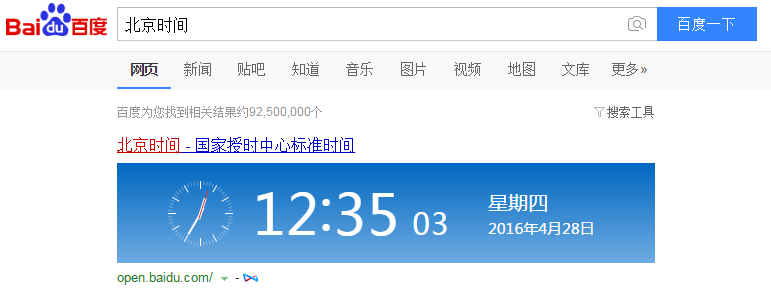 Bai du 百度 北京时间 百度一下
网页 新闻 贴吧 知道 音乐 图片 视频 地图 文库 更多»
百度为您找到相关结果约92,500,000个 搜索工具
北京时间 - 国家授时中心标准时间
12:35 03 星期四
2016年4月28日
open.baidu.com/ -